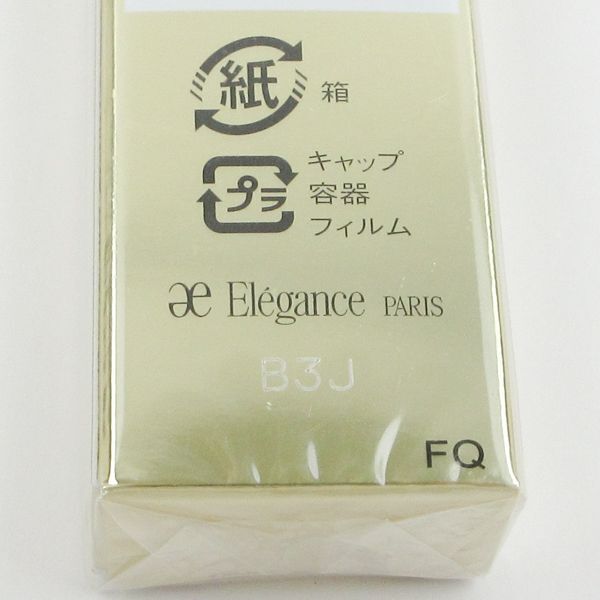 紙 箱
プラ キャップ
容器
フィルム
æ Elégance PARIS
B3J
FQ